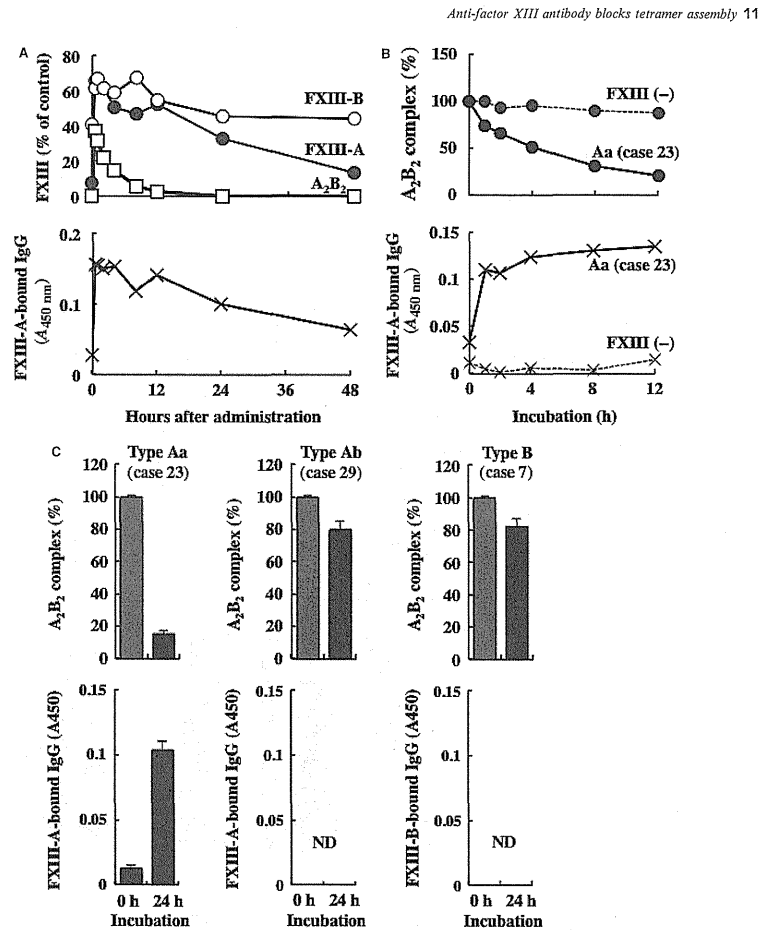 Anti-factor XIII antibody blocks tetramer assembly 11
A
FXIII (% of control)
80
60
40
20
0
FXIII-B
FXIII-A
A2B2
FXIII-A-bound IgG
(A450 nm)
0.2
0.1
0
0 12 24 36 48
Hours after administration
B
A2B2 complex (%)
150
100
50
0
FXIII (–)
Aa (case 23)
FXIII-A-bound IgG
(A450 nm)
0.15
0.1
0.05
0
Aa (case 23)
FXIII (–)
0 4 8 12
Incubation (h)
C
Type Aa
(case 23)
A2B2 complex (%)
120
100
80
60
40
20
0
Type Ab
(case 29)
A2B2 complex (%)
120
100
80
60
40
20
0
Type B
(case 7)
A2B2 complex (%)
120
100
80
60
40
20
0
FXIII-A-bound IgG (A450)
0.15
0.1
0.05
0
0 h 24 h
Incubation
FXIII-A-bound IgG (A450)
0.15
0.1
0.05
0
ND
0 h 24 h
Incubation
FXIII-B-bound IgG (A450)
0.15
0.1
0.05
0
ND
0 h 24 h
Incubation